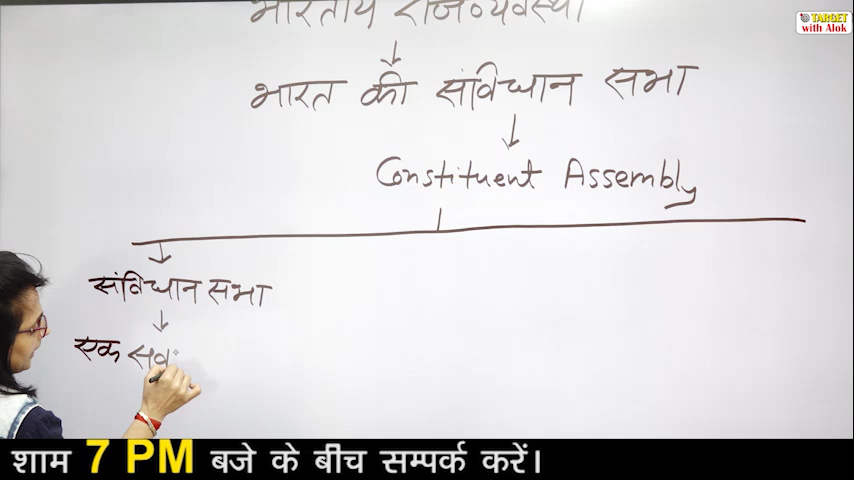 भारतीय राजव्यवस्था
TARGET
with Alok
भारत की संविधान सभा
Constituent Assembly
संविधान सभा
एक
शाम 7 PM बजे के बीच सम्पर्क करें।